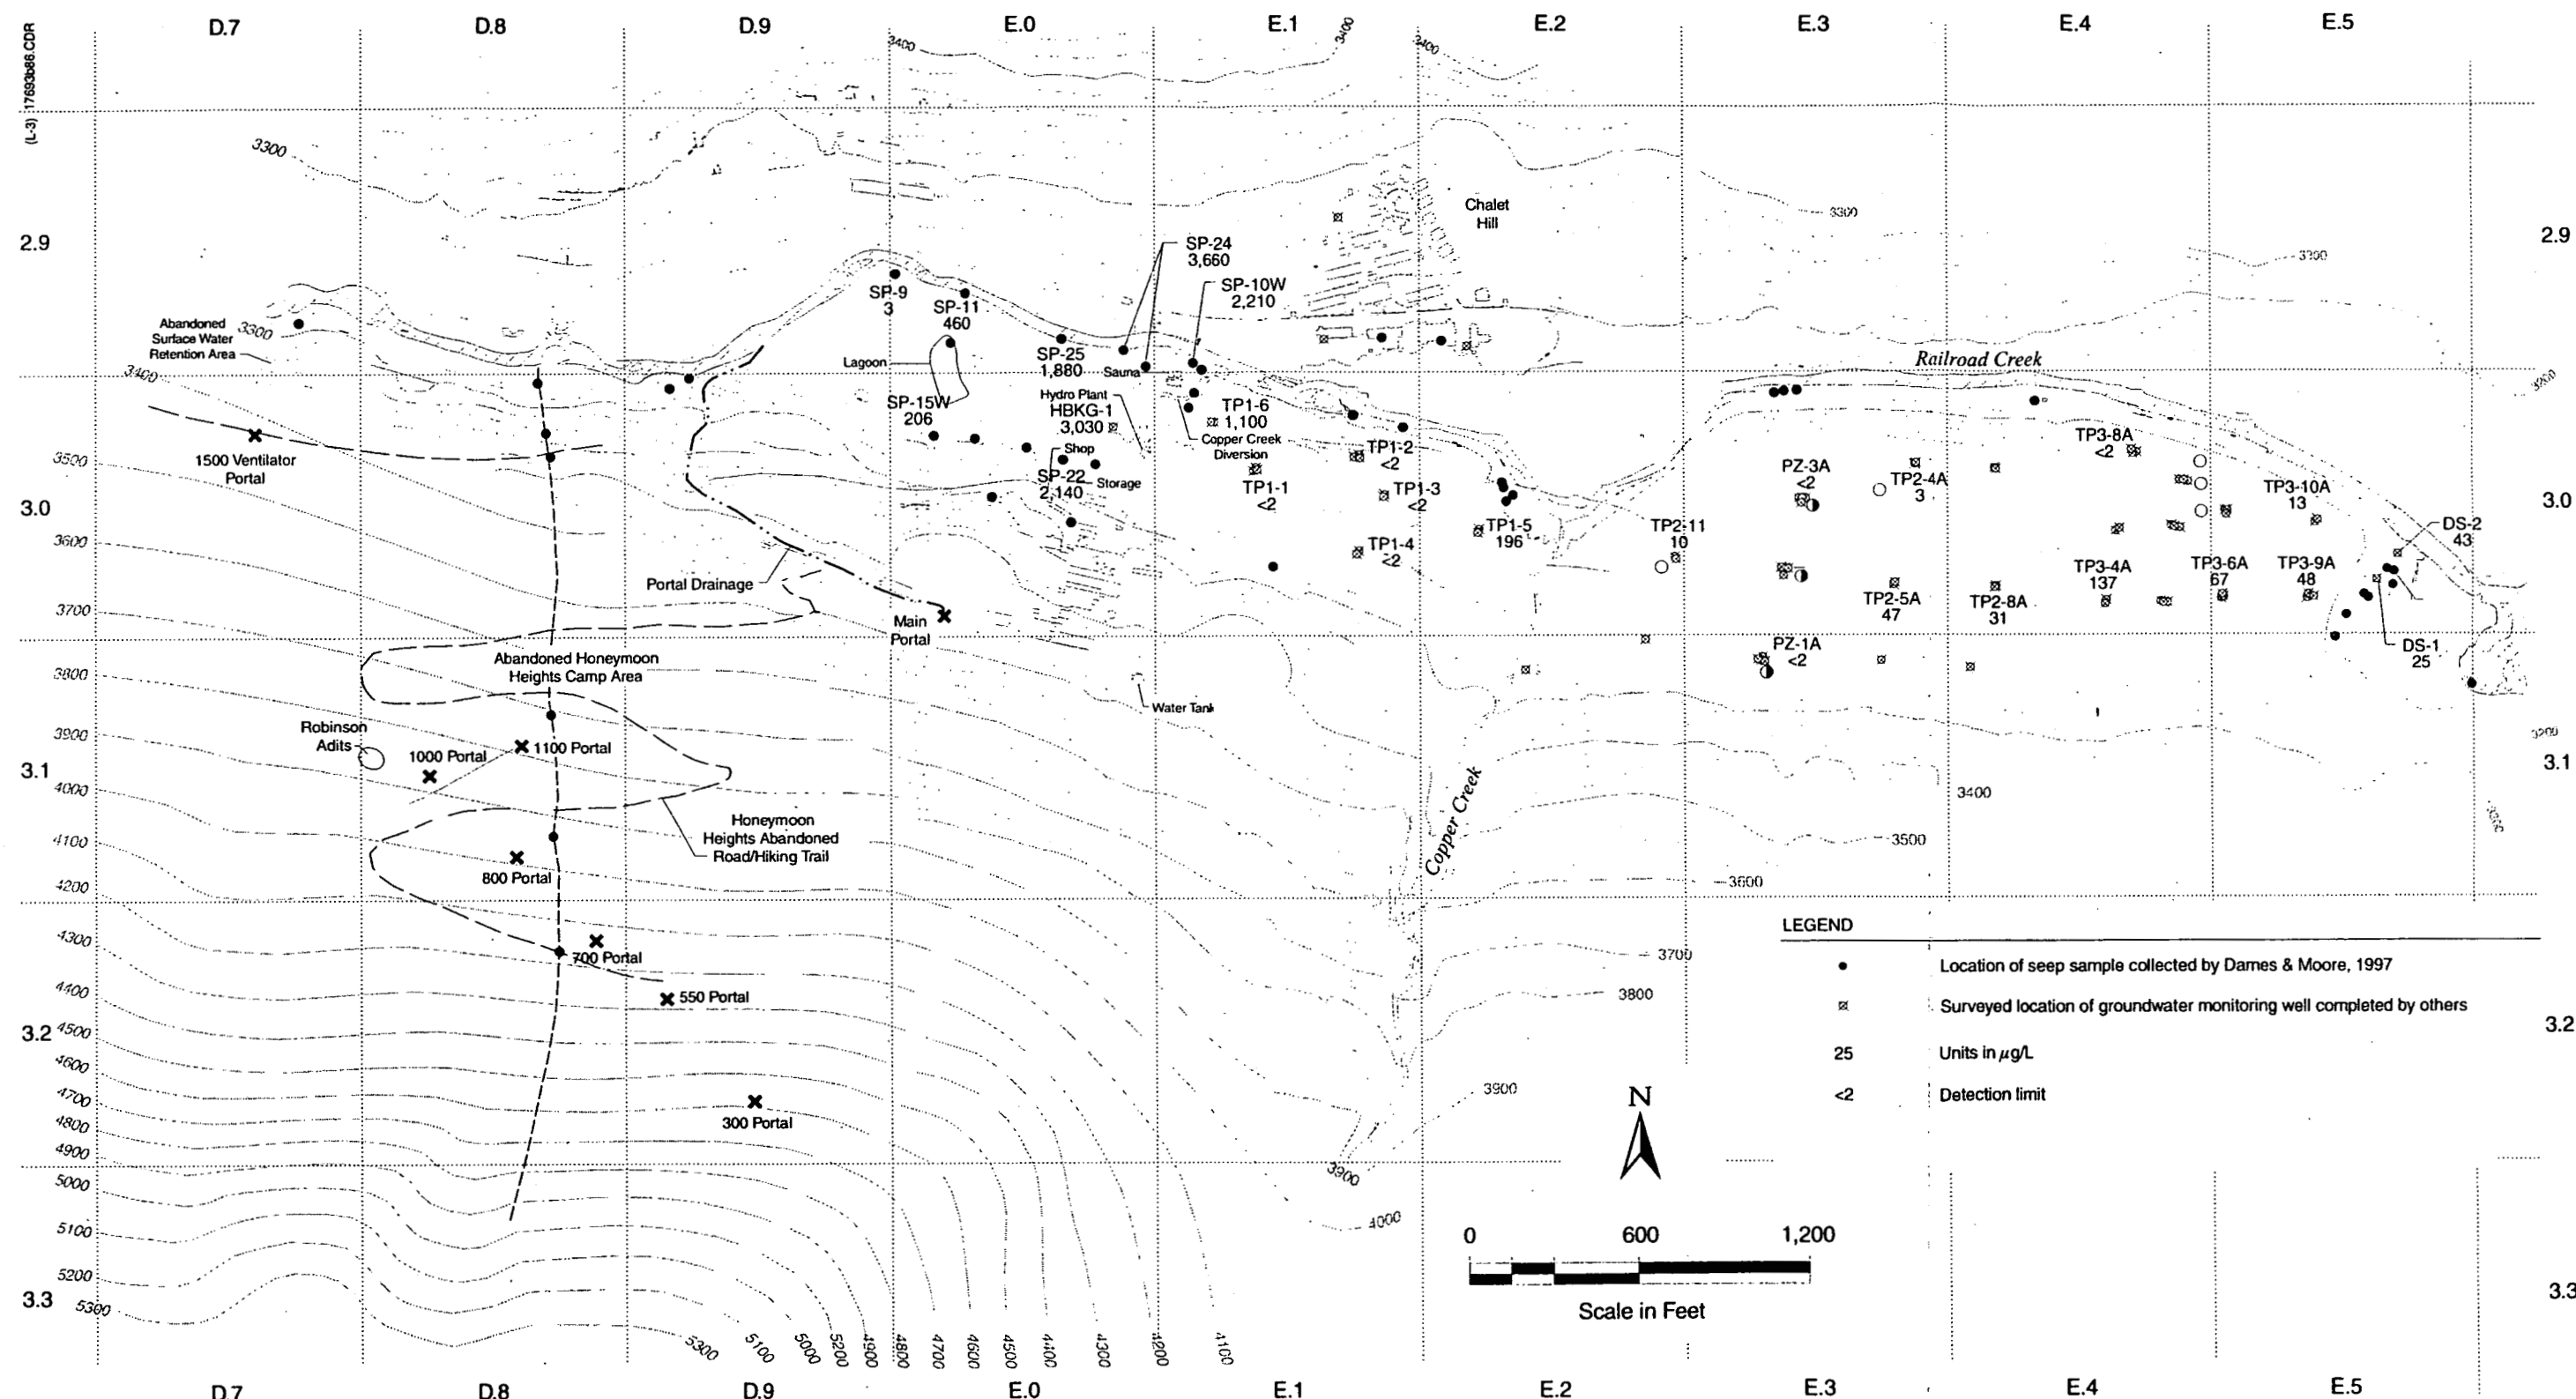 (L-3) 17693b86.CDR
D.7
D.8
D.9
E.0
E.1
E.2
E.3
E.4
E.5
3400
3400
3400
3300
3300
3300
Chalet
Hill
2.9
2.9
SP-24
3,660
SP-10W
2,210
SP-9
3
SP-11
460
Abandoned
Surface Water
Retention Area
3300
3400
Lagoon
SP-25
1,880
Sauna
Railroad Creek
3200
SP-15W
206
Hydro Plant
HBKG-1
3,030
TP1-6
1,100
Copper Creek
Diversion
TP1-2
<2
TP3-8A
<2
1500 Ventilator
Portal
3500
Shop
SP-22
2,140
Storage
TP1-1
<2
TP1-3
<2
PZ-3A
<2
TP2-4A
3
TP3-10A
13
3.0
3.0
3600
TP1-4
<2
TP1-5
196
TP2-11
10
DS-2
43
Portal Drainage
TP3-4A
137
TP3-6A
67
TP3-9A
48
TP2-5A
47
TP2-8A
31
3700
Main
Portal
PZ-1A
<2
DS-1
25
Abandoned Honeymoon
Heights Camp Area
3800
Water Tank
Robinson
Adits
3900
1000 Portal
1100 Portal
3200
3.1
3.1
4000
Copper Creek
3400
3300
Honeymoon
Heights Abandoned
Road/Hiking Trail
4100
3500
800 Portal
4200
3600
4300
700 Portal
3700
4400
550 Portal
3800
3.2
3.2
4500
4600
4700
3900
300 Portal
4800
4900
3900
5000
4000
5100
5200
3.3
3.3
5300
5300
5100
5000
5200
4900
4800
4700
4600
4500
4400
4300
4200
4100
LEGEND
Location of seep sample collected by Dames & Moore, 1997
Surveyed location of groundwater monitoring well completed by others
25 Units in µg/L
<2 Detection limit
N
0 600 1,200
Scale in Feet
D.7
D.8
D.9
E.0
E.1
E.2
E.3
E.4
E.5